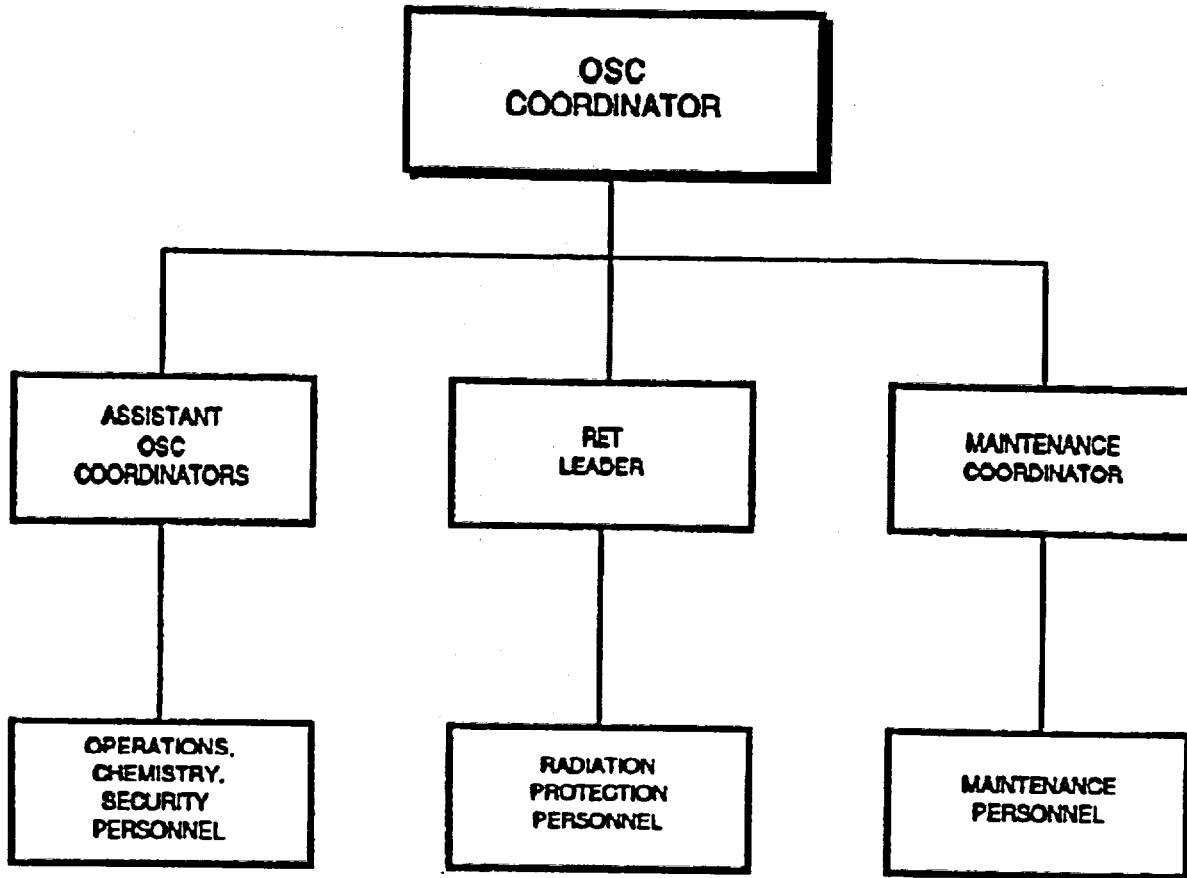 OSC
COORDINATOR
ASSISTANT
OSC
COORDINATORS
RET
LEADER
MAINTENANCE
COORDINATOR
OPERATIONS,
CHEMISTRY,
SECURITY
PERSONNEL
RADIATION
PROTECTION
PERSONNEL
MAINTENANCE
PERSONNEL